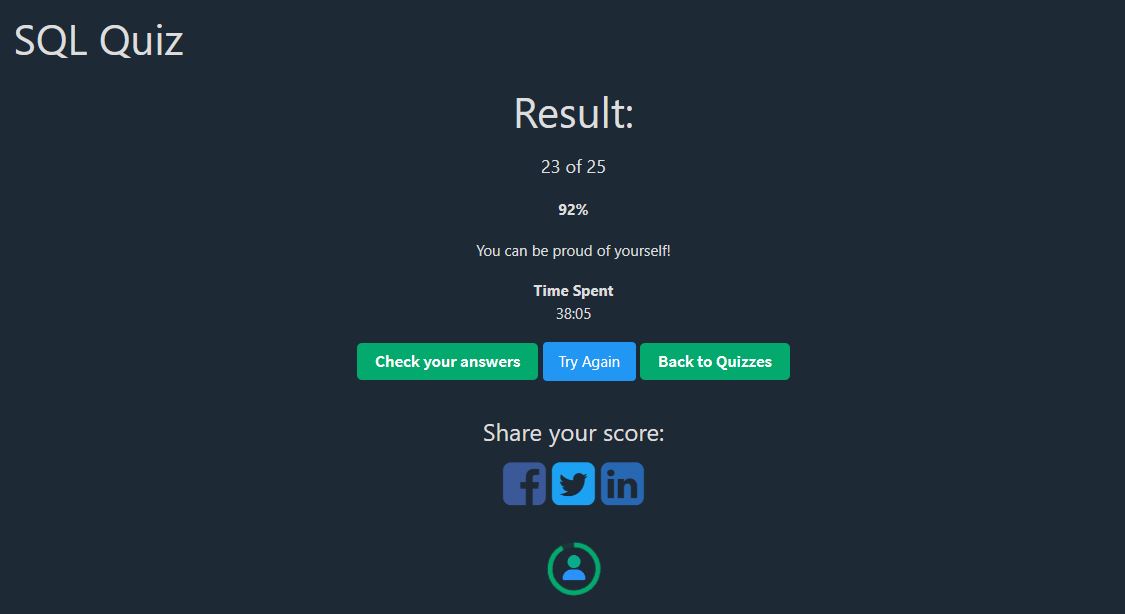 SQL Quiz
Result:
23 of 25
92%
You can be proud of yourself!
Time Spent
38:05
Check your answers Try Again Back to Quizzes
Share your score: